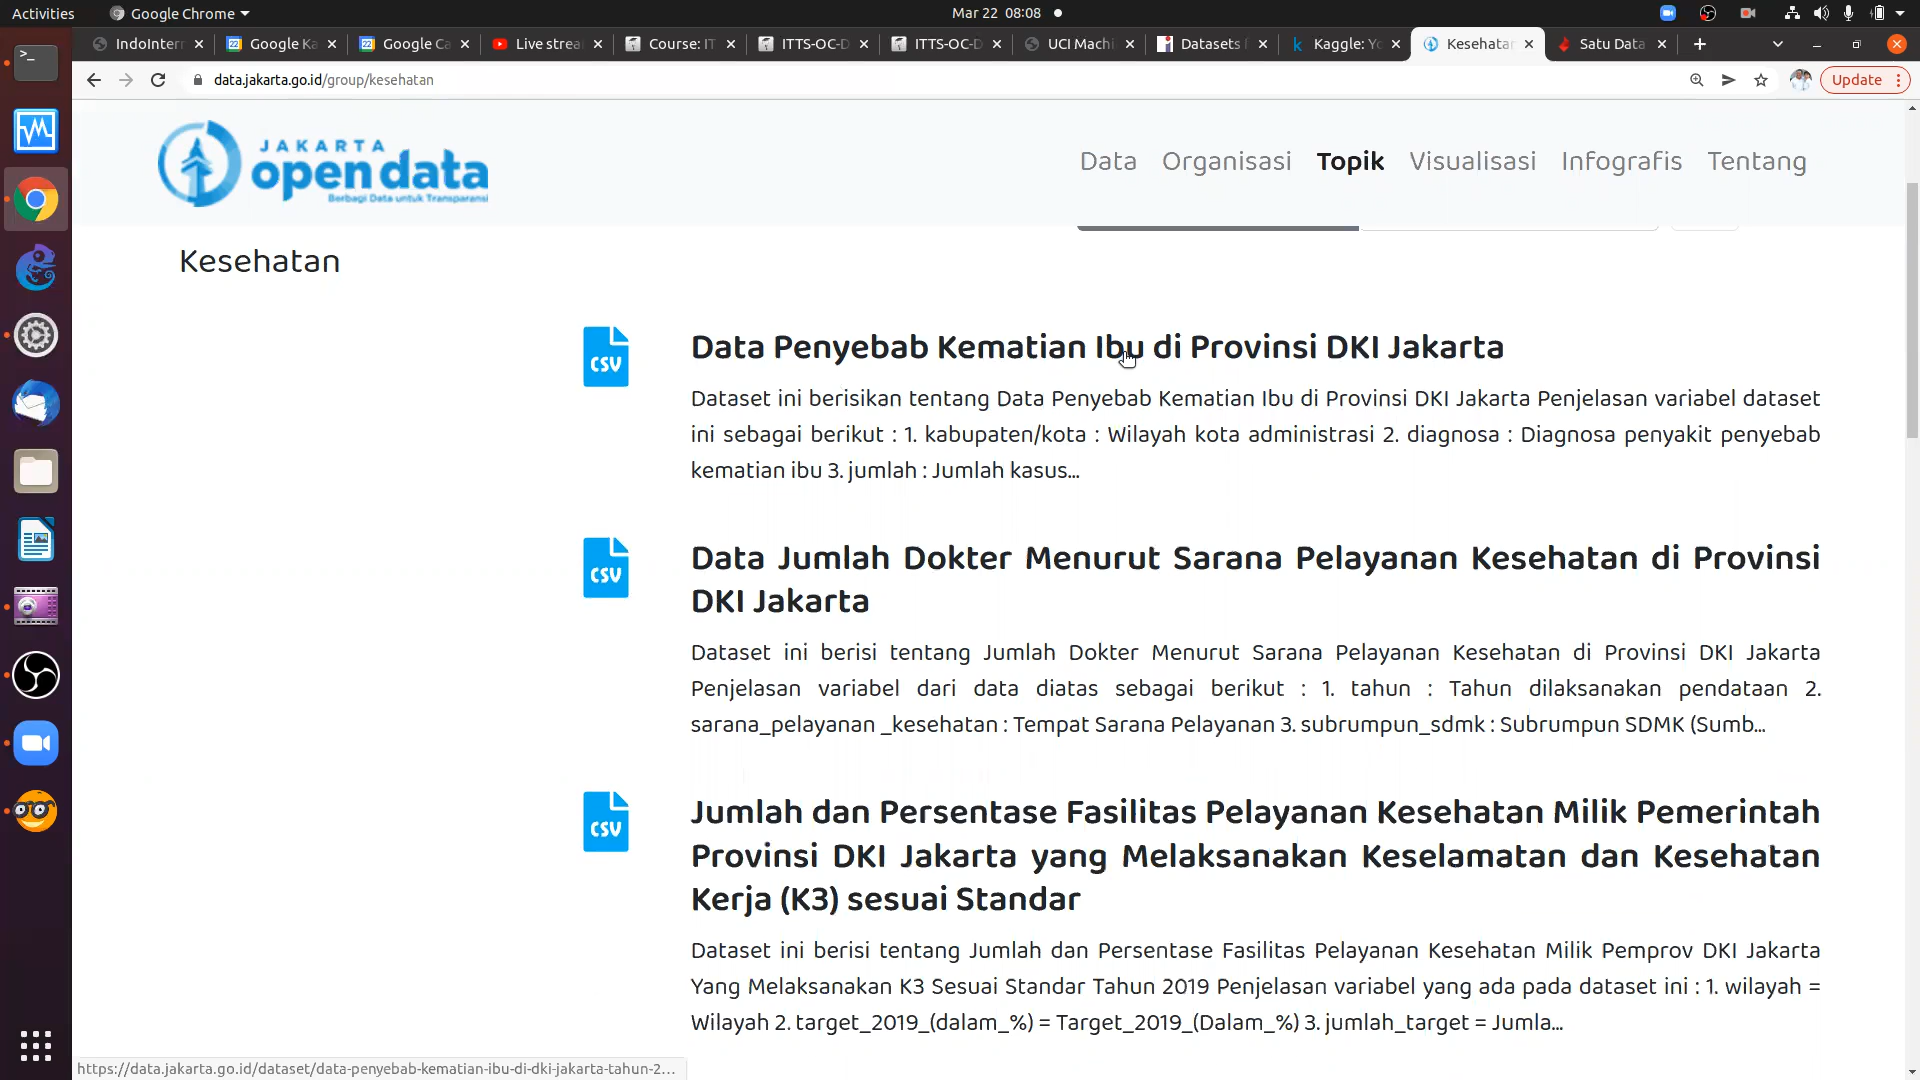 Activities Google Chrome Mar 22 08:08
IndoIntern Google Ka Google Ca Live strea Course: IT ITTS-OC-D ITTS-OC-D UCI Machi Datasets Kaggle: Yo Kesehatan Satu Data
data.jakarta.go.id/group/kesehatan Update
JAKARTA
open data
Berbagi Data untuk Transparansi
Data Organisasi Topik Visualisasi Infografis Tentang
Kesehatan
CSV
Data Penyebab Kematian Ibu di Provinsi DKI Jakarta
Dataset ini berisikan tentang Data Penyebab Kematian Ibu di Provinsi DKI Jakarta Penjelasan variabel dataset
ini sebagai berikut : 1. kabupaten/kota : Wilayah kota administrasi 2. diagnosa : Diagnosa penyakit penyebab
kematian ibu 3. jumlah : Jumlah kasus...
CSV
Data Jumlah Dokter Menurut Sarana Pelayanan Kesehatan di Provinsi
DKI Jakarta
Dataset ini berisi tentang Jumlah Dokter Menurut Sarana Pelayanan Kesehatan di Provinsi DKI Jakarta
Penjelasan variabel dari data diatas sebagai berikut : 1. tahun : Tahun dilaksanakan pendataan 2.
sarana_pelayanan _kesehatan : Tempat Sarana Pelayanan 3. subrumpun_sdmk : Subrumpun SDMK (Sumb...
CSV
Jumlah dan Persentase Fasilitas Pelayanan Kesehatan Milik Pemerintah
Provinsi DKI Jakarta yang Melaksanakan Keselamatan dan Kesehatan
Kerja (K3) sesuai Standar
Dataset ini berisi tentang Jumlah dan Persentase Fasilitas Pelayanan Kesehatan Milik Pemprov DKI Jakarta
Yang Melaksanakan K3 Sesuai Standar Tahun 2019 Penjelasan variabel yang ada pada dataset ini : 1. wilayah =
Wilayah 2. target_2019_(dalam_%) = Target_2019_(Dalam_%) 3. jumlah_target = Jumla...
https://data.jakarta.go.id/dataset/data-penyebab-kematian-ibu-di-dki-jakarta-tahun-2...